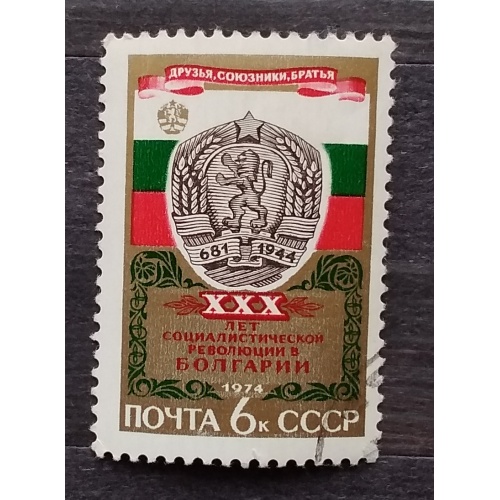 ДРУЗЬЯ, СОЮЗНИКИ, БРАТЬЯ
681 1944
XXX
ЛЕТ
СОЦИАЛИСТИЧЕСКОЙ
РЕВОЛЮЦИИ В
БОЛГАРИИ
1974
ПОЧТА 6к СССР